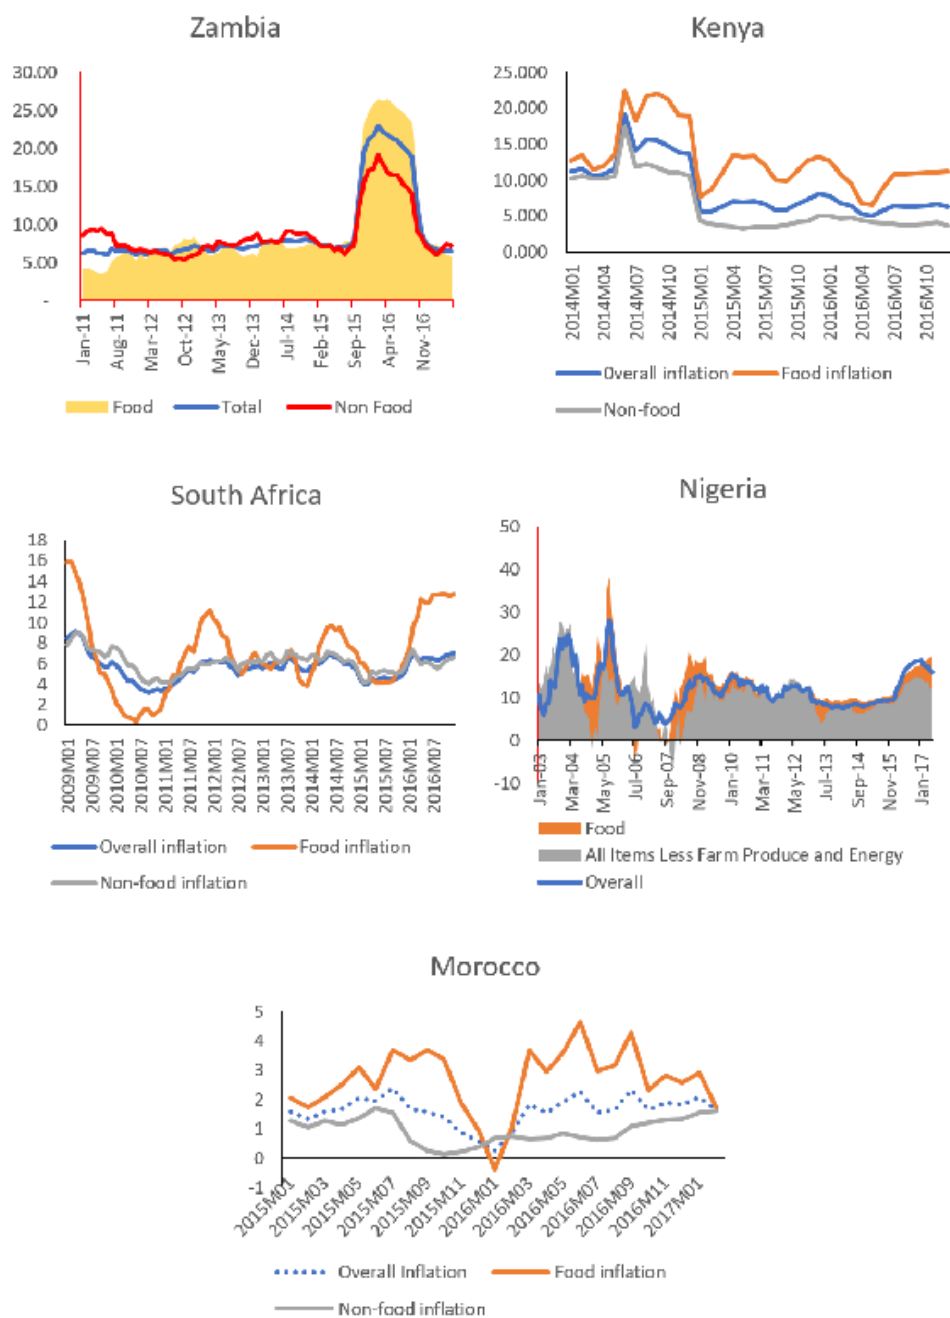 Zambia
30.00
25.00
20.00
15.00
10.00
5.00
-
Jan-11
Aug-11
Mar-12
Oct-12
May-13
Dec-13
Jul-14
Feb-15
Sep-15
Apr-16
Nov-16
Food Total Non Food
Kenya
25.000
20.000
15.000
10.000
5.000
0.000
2014M01
2014M04
2014M07
2014M10
2015M01
2015M04
2015M07
2015M10
2016M01
2016M04
2016M07
2016M10
Overall inflation Food inflation
Non-food
South Africa
18
16
14
12
10
8
6
4
2
0
2009M01
2009M07
2010M01
2010M07
2011M01
2011M07
2012M01
2012M07
2013M01
2013M07
2014M01
2014M07
2015M01
2015M07
2016M01
2016M07
Overall inflation Food inflation
Non-food inflation
Nigeria
50
40
30
20
10
0
-10
Jan-03
Mar-04
May-05
Jul-06
Sep-07
Nov-08
Jan-10
Mar-11
May-12
Jul-13
Sep-14
Nov-15
Jan-17
Food
All Items Less Farm Produce and Energy
Overall
Morocco
5
4
3
2
1
0
-1
2015M01
2015M03
2015M05
2015M07
2015M09
2015M11
2016M01
2016M03
2016M05
2016M07
2016M09
2016M11
2017M01
Overall Inflation Food inflation
Non-food inflation